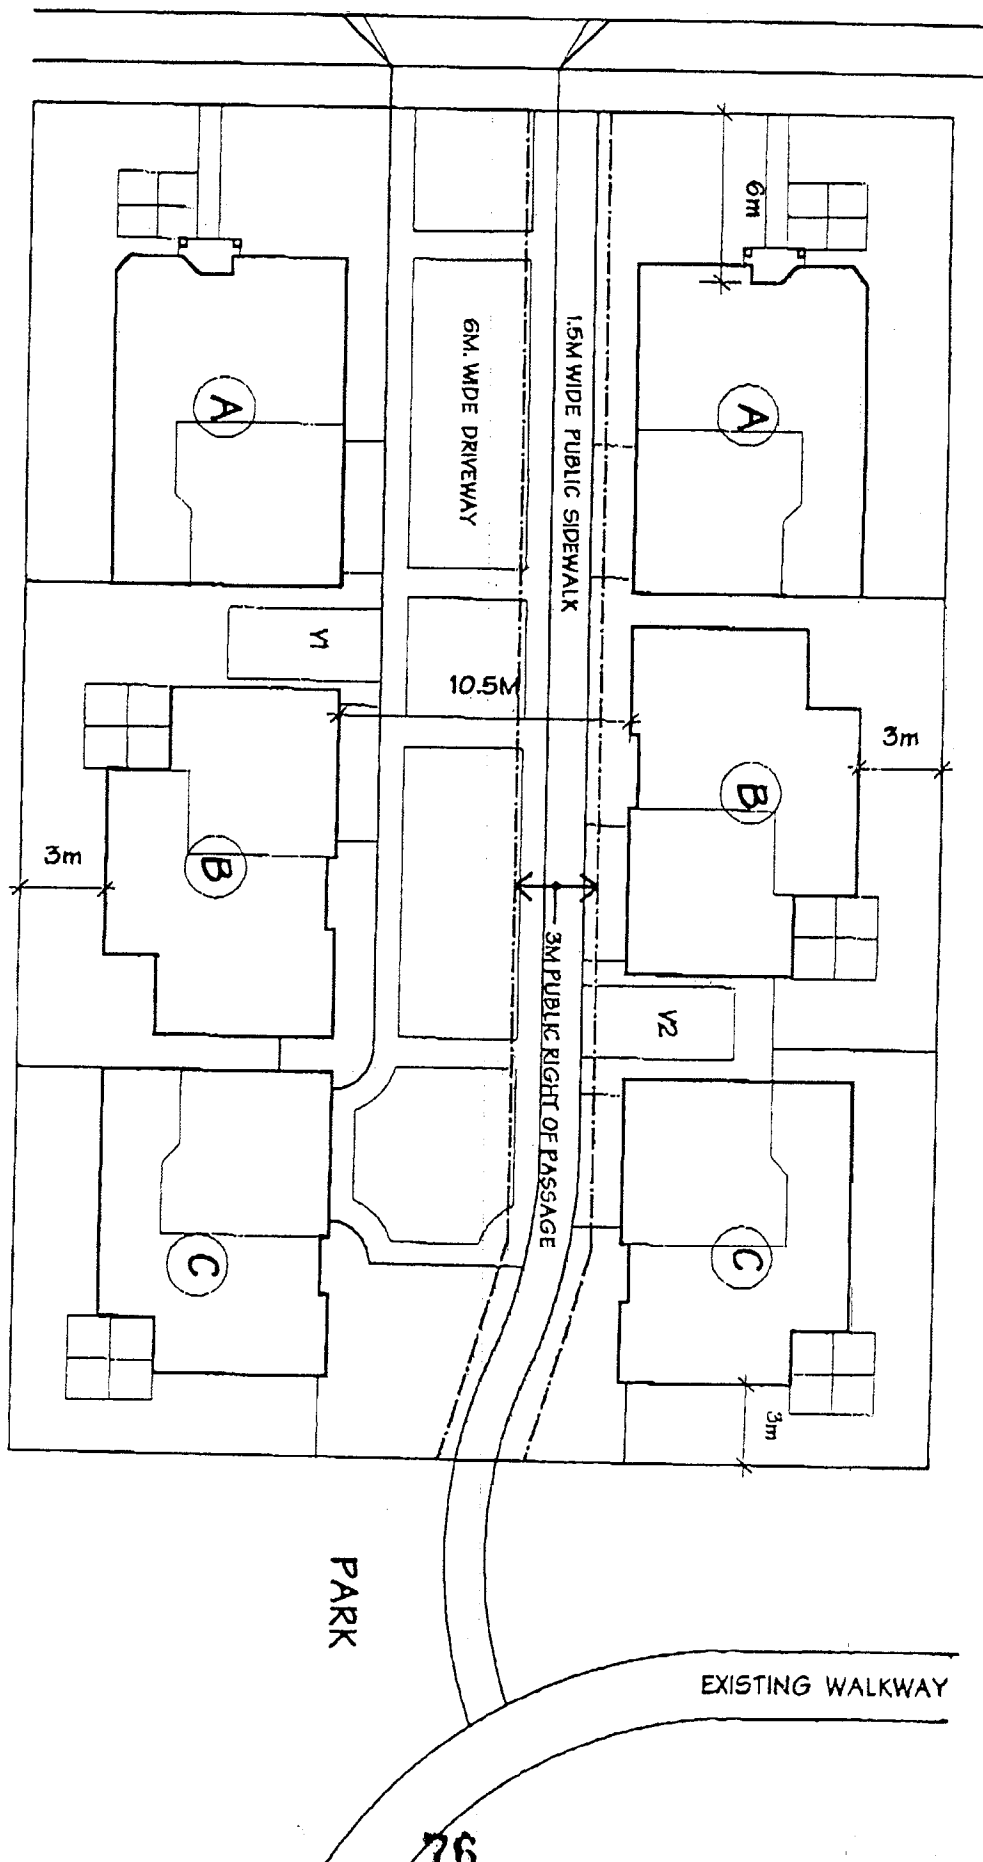 6m
A
A
6M. WIDE DRIVEWAY
1.5M WIDE PUBLIC SIDEWALK
V1
10.5M
3m
B
B
3m
3M PUBLIC RIGHT OF PASSAGE
V2
C
C
3m
PARK
EXISTING WALKWAY
76